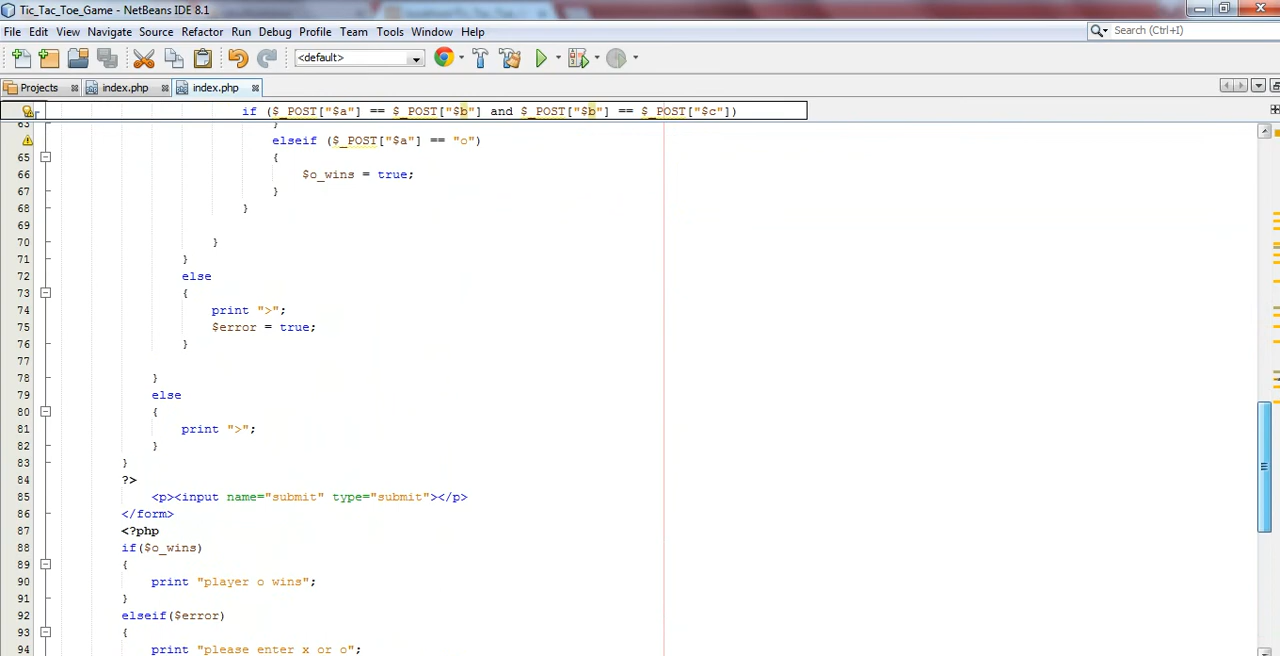 Tic_Tac_Toe_Game - NetBeans IDE 8.1
File Edit View Navigate Source Refactor Run Debug Profile Team Tools Window Help
Search (Ctrl+I)
<default>
Projects index.php index.php
if ($_POST["$a"] == $_POST["$b"] and $_POST["$b"] == $_POST["$c"])
63 }
elseif ($_POST["$a"] == "o")
65 {
66 $o_wins = true;
67 }
68 }
69
70 }
71 }
72 else
73 {
74 print ">";
75 $error = true;
76 }
77
78 }
79 else
80 {
81 print ">";
82 }
83 }
84 ?>
85 <p><input name="submit" type="submit"></p>
86 </form>
87 <?php
88 if($o_wins)
89 {
90 print "player o wins";
91 }
92 elseif($error)
93 {
94 print "please enter x or o";